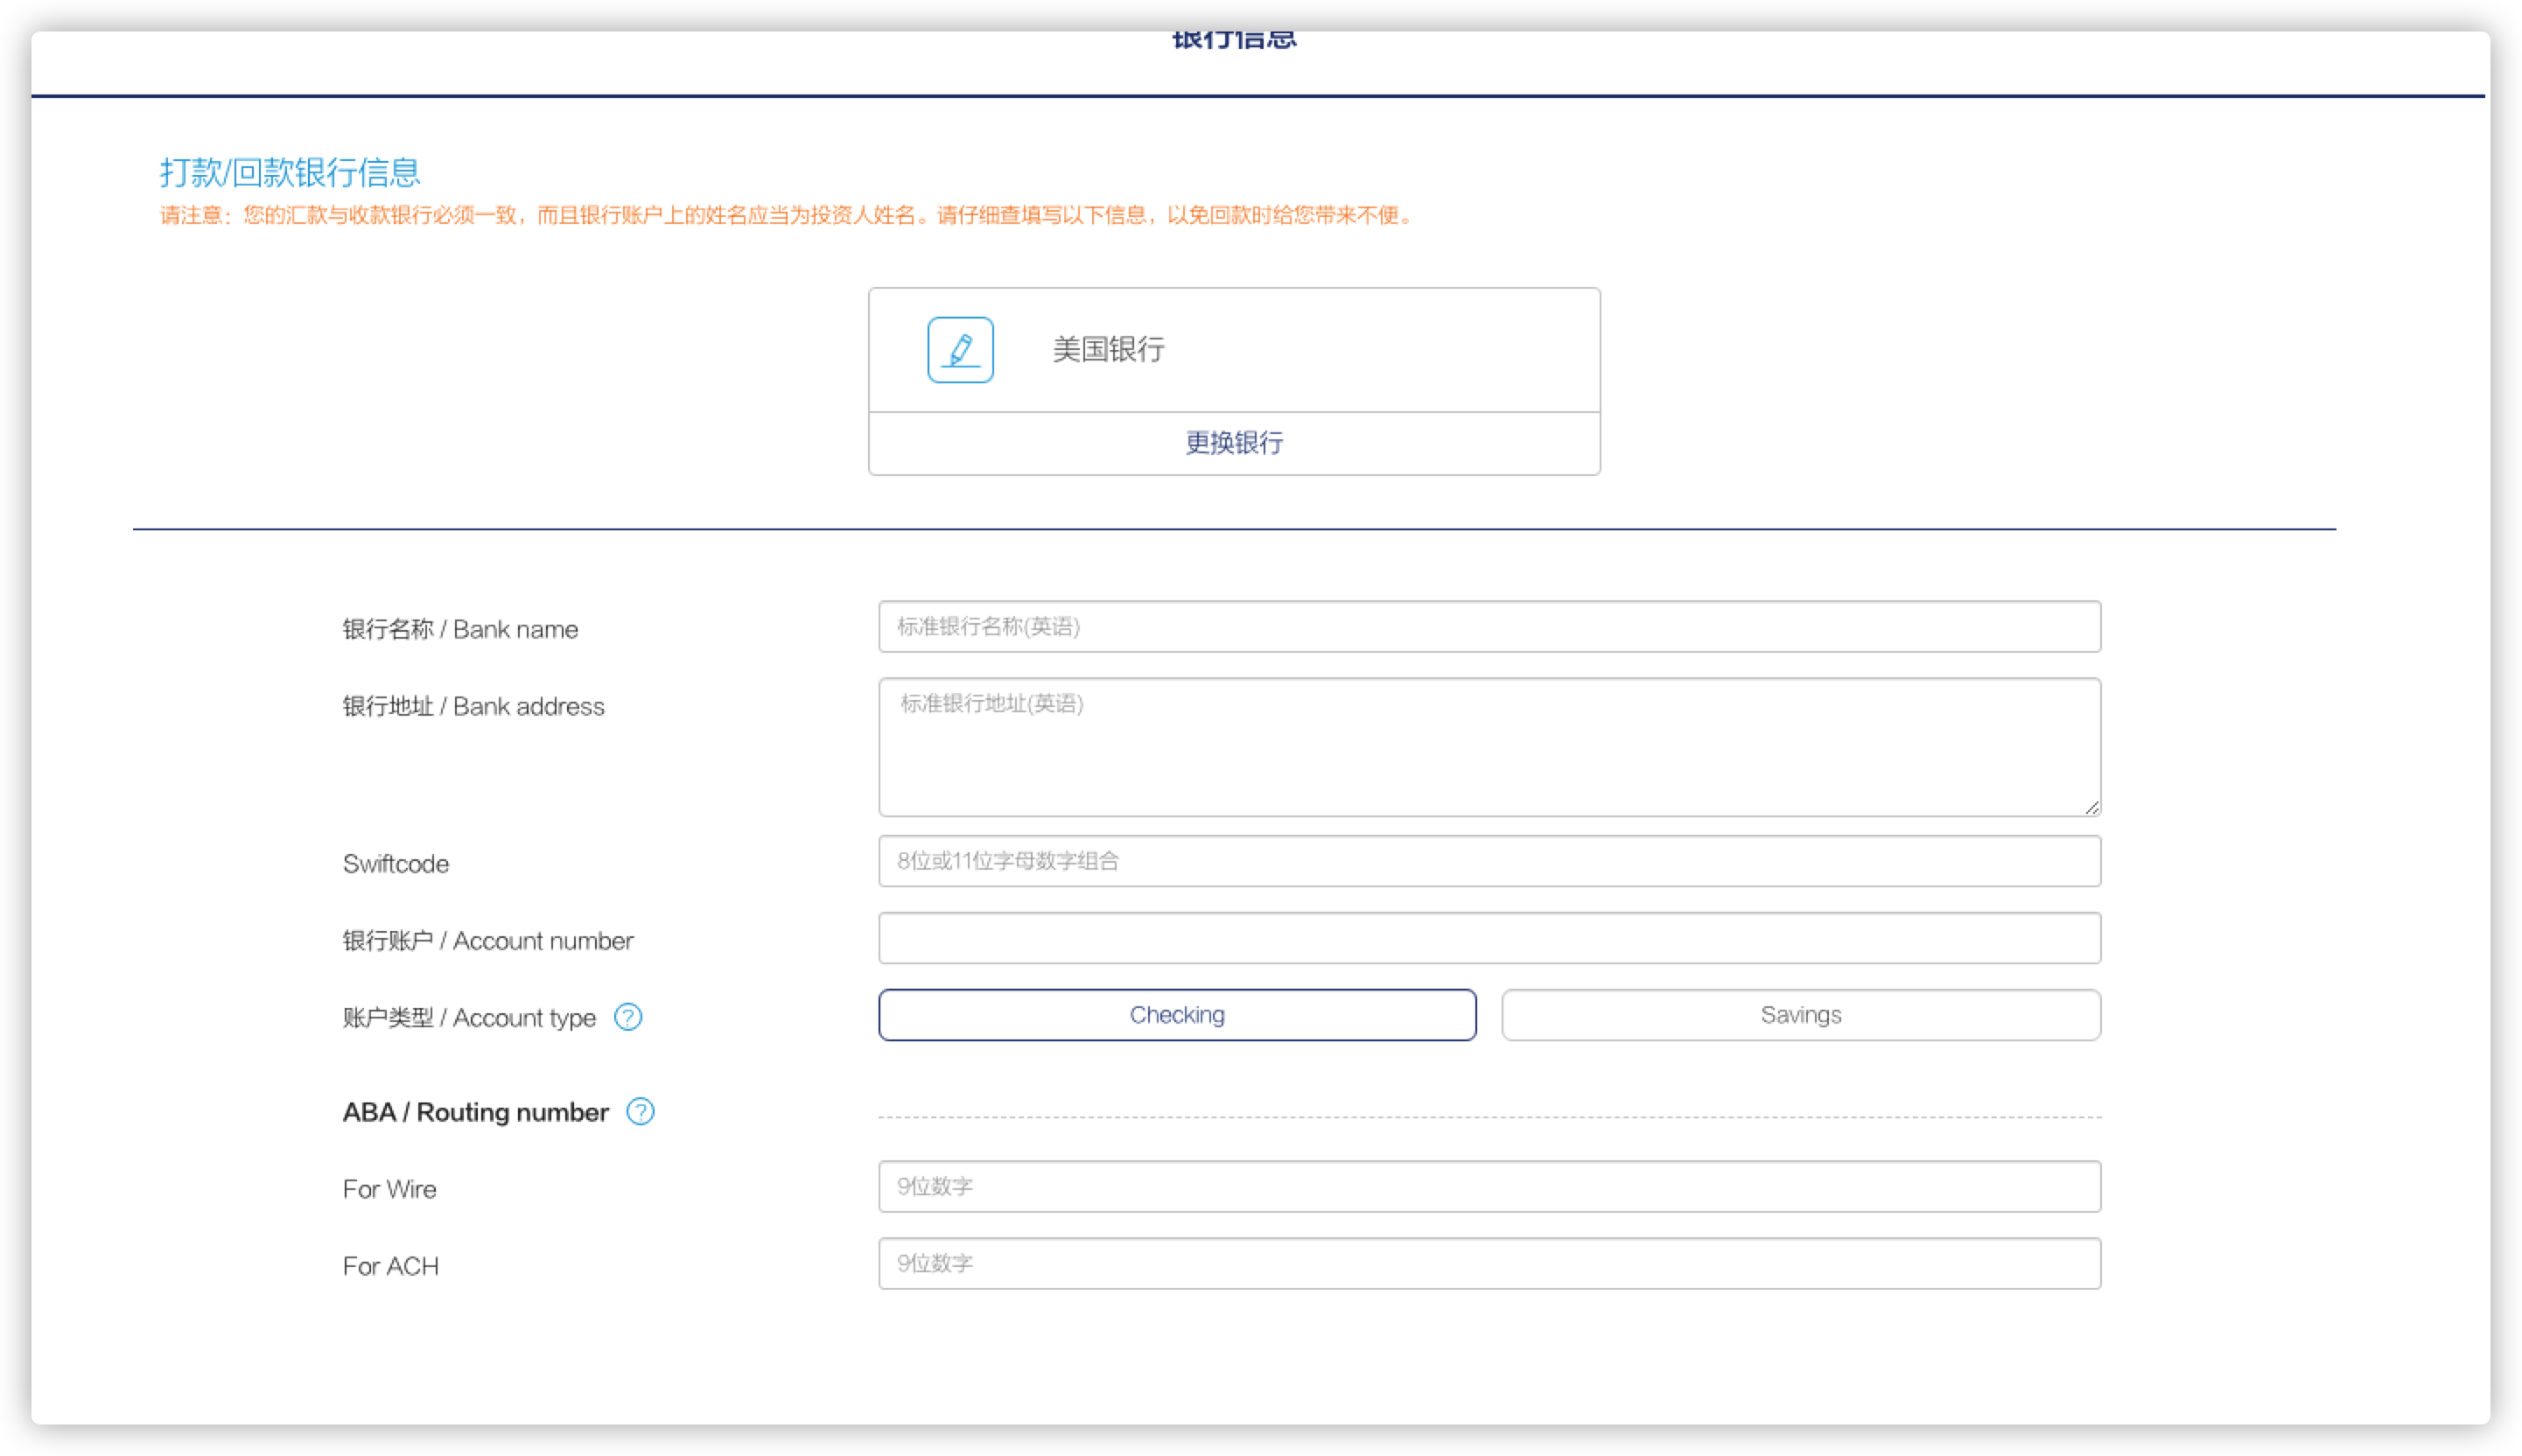 银行信息
打款/回款银行信息
请注意：您的汇款与收款银行必须一致，而且银行账户上的姓名应当为投资人姓名。请仔细查填写以下信息，以免回款时给您带来不便。
美国银行
更换银行
银行名称 / Bank name
标准银行名称(英语)
银行地址 / Bank address
标准银行地址(英语)
Swiftcode
8位或11位字母数字组合
银行账户 / Account number
账户类型 / Account type ?
Checking
Savings
ABA / Routing number ?
For Wire
9位数字
For ACH
9位数字